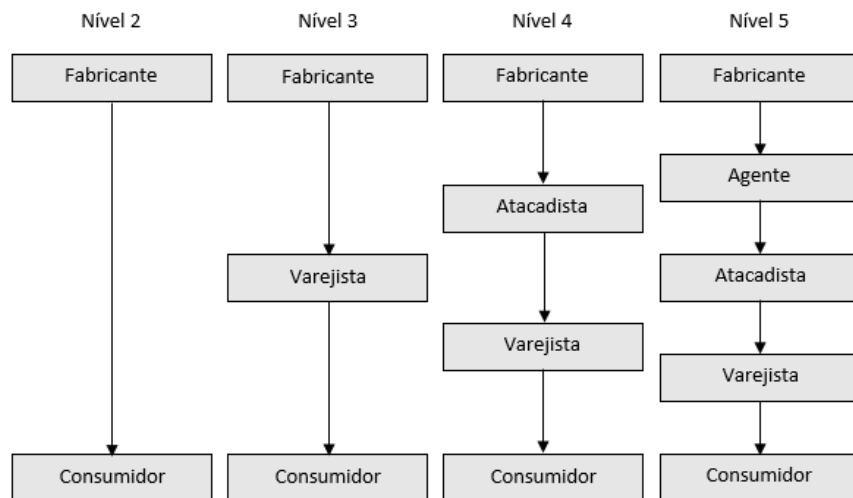 Nível 2
Nível 3
Nível 4
Nível 5
Fabricante
Fabricante
Fabricante
Fabricante
Agente
Atacadista
Atacadista
Varejista
Varejista
Varejista
Consumidor
Consumidor
Consumidor
Consumidor